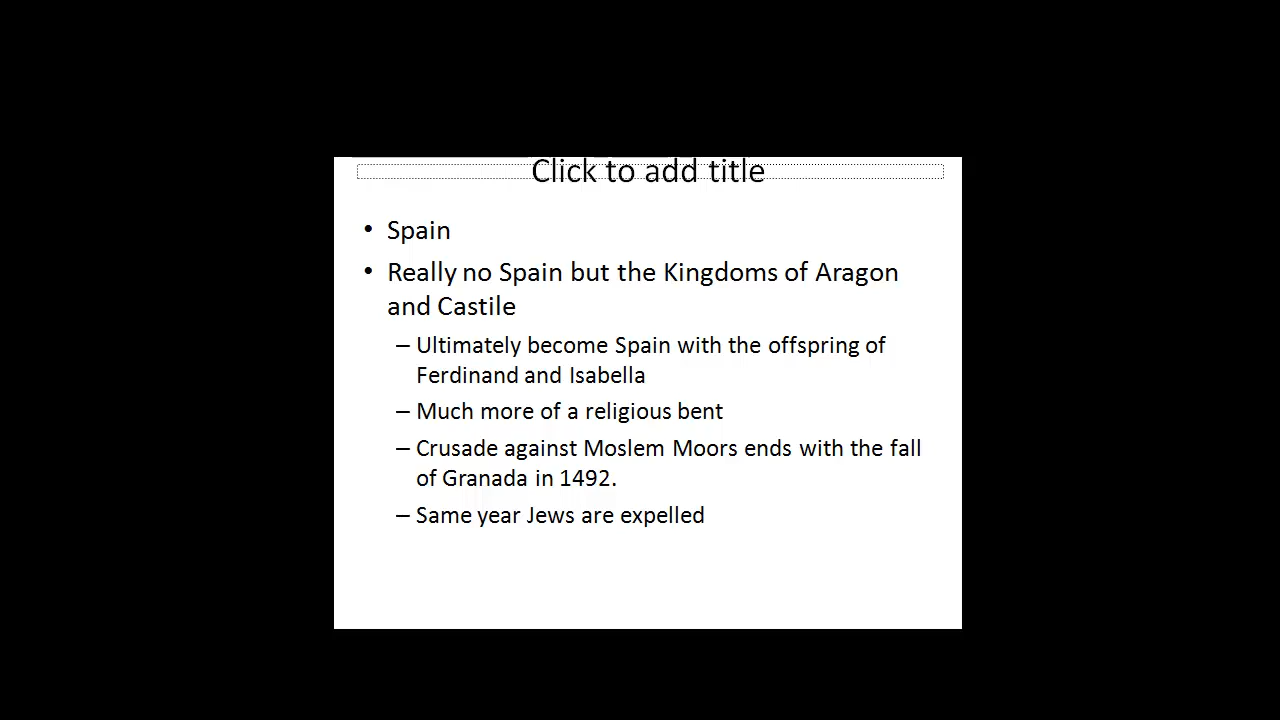 Click to add title
• Spain
• Really no Spain but the Kingdoms of Aragon
and Castile
– Ultimately become Spain with the offspring of
Ferdinand and Isabella
– Much more of a religious bent
– Crusade against Moslem Moors ends with the fall
of Granada in 1492.
– Same year Jews are expelled